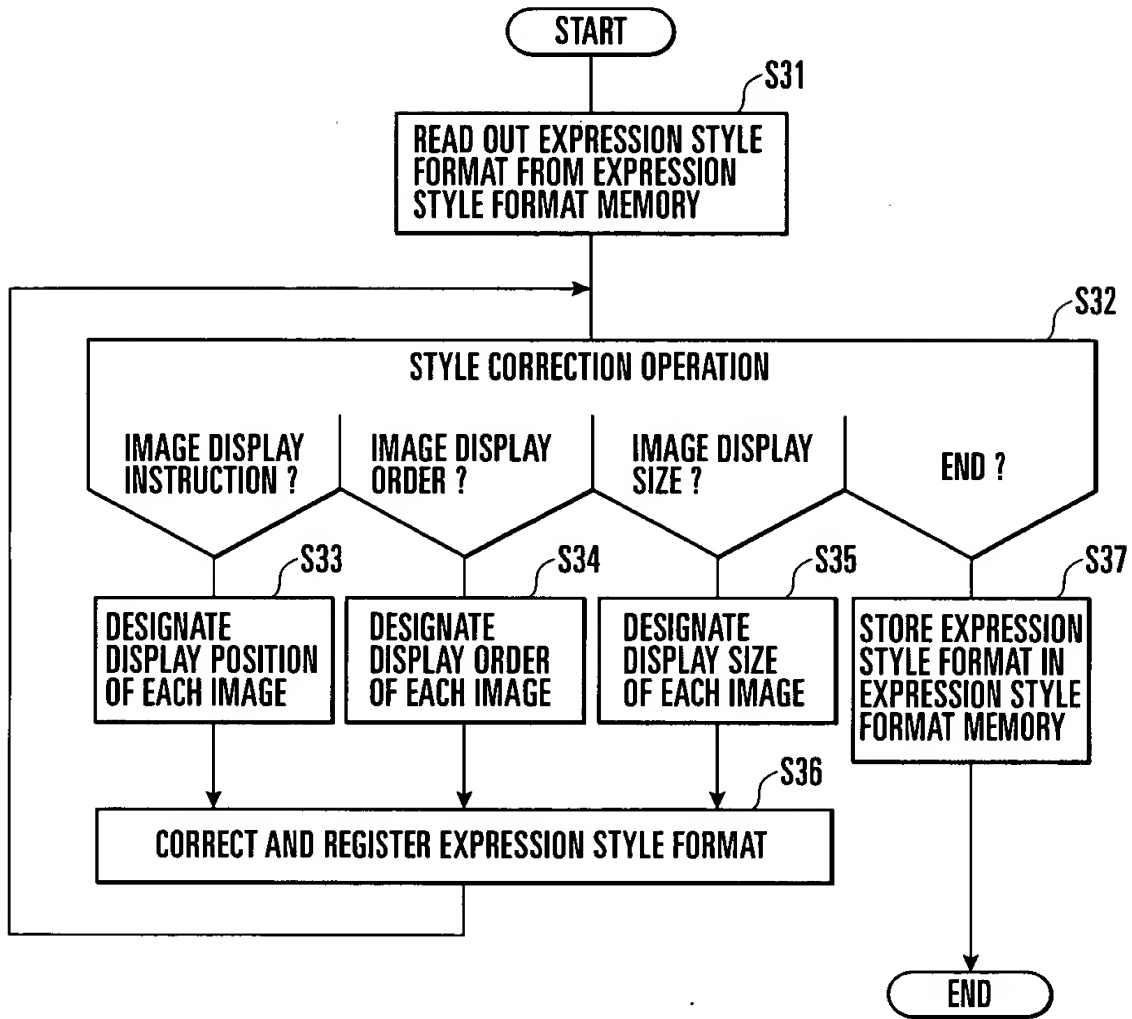 START
S31
READ OUT EXPRESSION STYLE
FORMAT FROM EXPRESSION
STYLE FORMAT MEMORY
S32
STYLE CORRECTION OPERATION
IMAGE DISPLAY
INSTRUCTION ?
IMAGE DISPLAY
ORDER ?
IMAGE DISPLAY
SIZE ?
END ?
S33
DESIGNATE
DISPLAY POSITION
OF EACH IMAGE
S34
DESIGNATE
DISPLAY ORDER
OF EACH IMAGE
S35
DESIGNATE
DISPLAY SIZE
OF EACH IMAGE
S37
STORE EXPRESSION
STYLE FORMAT IN
EXPRESSION STYLE
FORMAT MEMORY
S36
CORRECT AND REGISTER EXPRESSION STYLE FORMAT
END